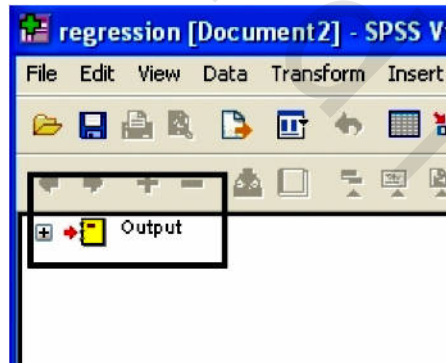 regression [Document2] - SPSS V
File Edit View Data Transform Insert
Output